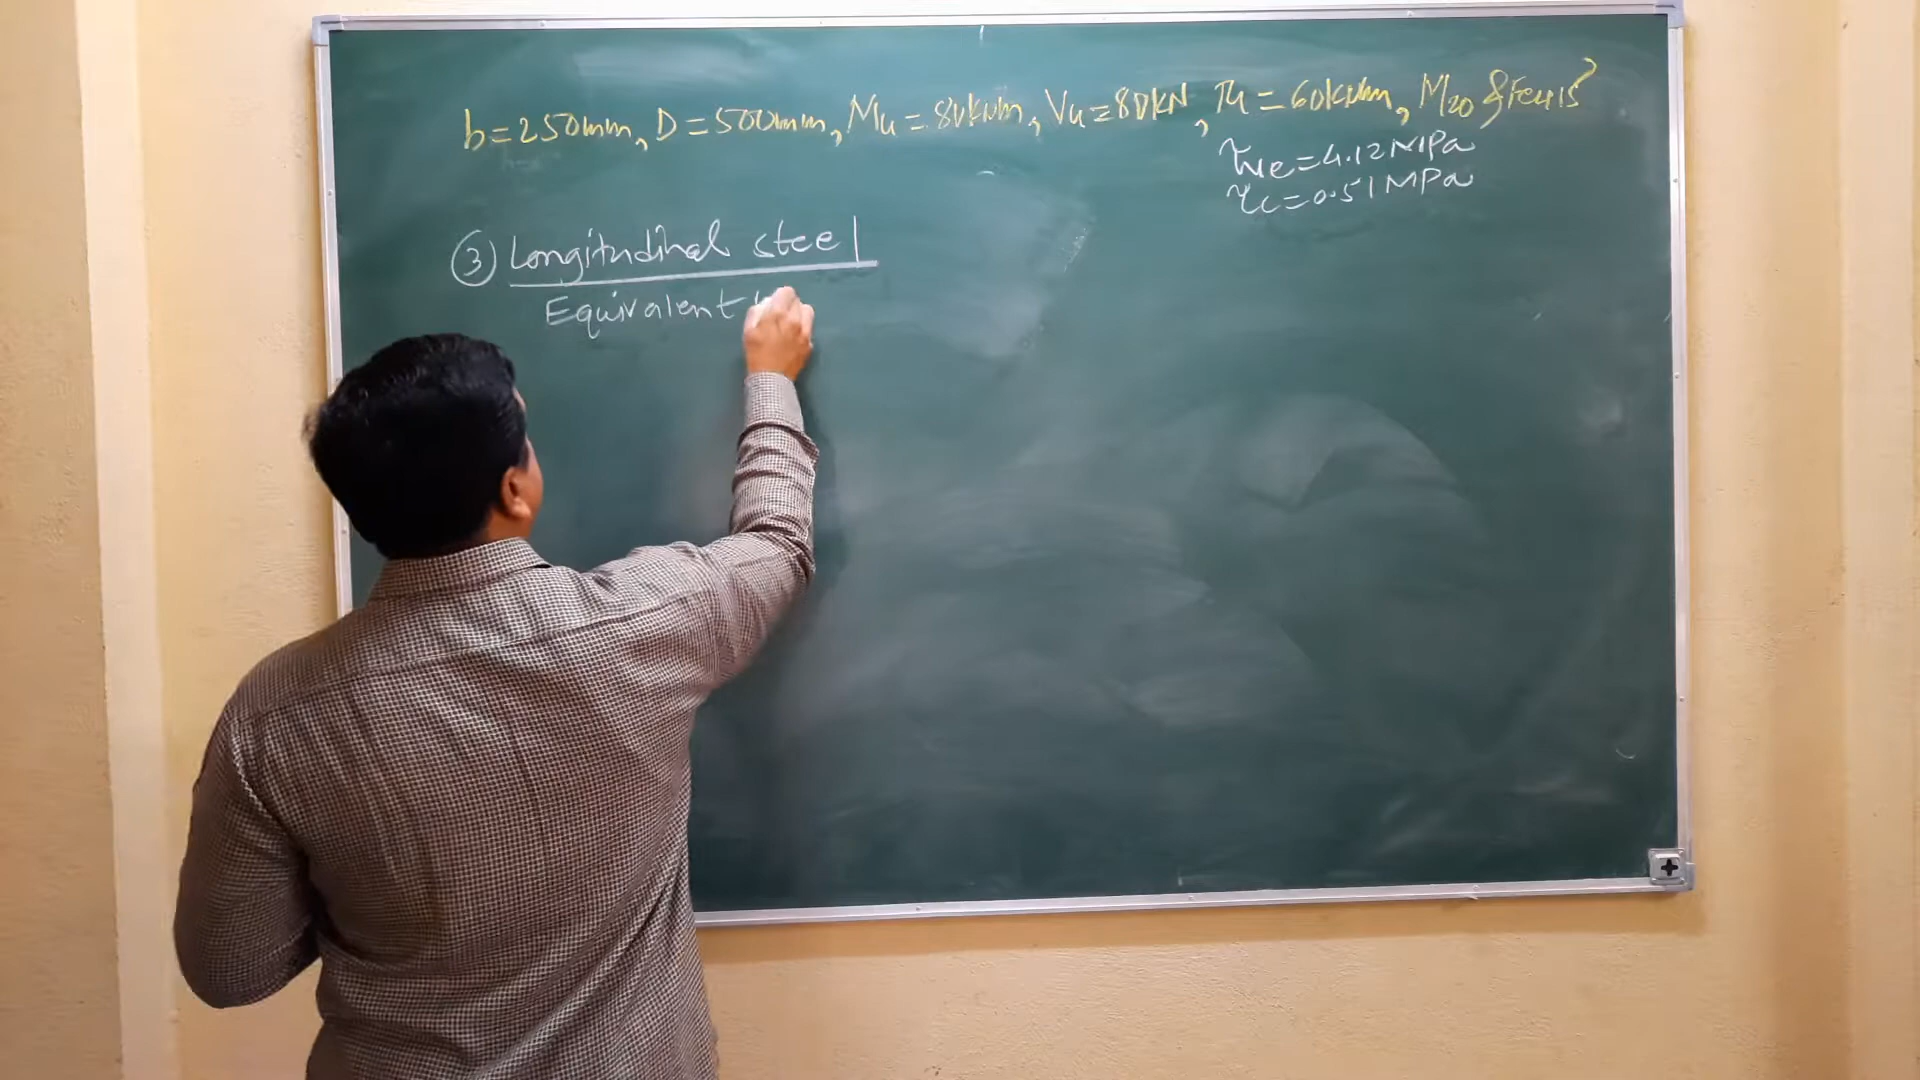 b=250mm, D=500mm, Mu=80kNm, Vu=80kN, Tu=60kNm, M20 & Fe415?
τve=4.12MPa
τc=0.51MPa
③ Longitudinal steel
Equivalent